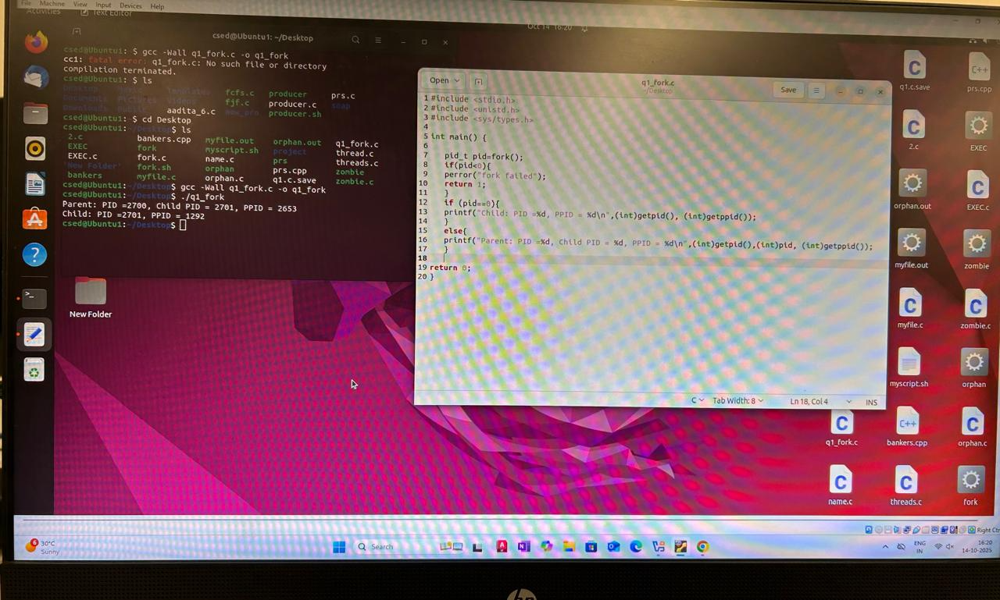 File Machine View Input Devices Help
Activities Text Editor Oct 14 16:20
csed@Ubuntu1: ~/Desktop
csed@Ubuntu1: $ gcc -Wall q1_fork.c -o q1_fork
cc1: fatal error: q1_fork.c: No such file or directory
compilation terminated.
csed@Ubuntu1: $ ls
Desktop Music Templates fcfs.c producer prs.c
Documents Pictures Videos fjf.c producer.c soap
Downloads Public aadita_6.c new_pro producer.sh
csed@Ubuntu1: $ cd Desktop
csed@Ubuntu1:~/Desktop$ ls
2.c bankers.cpp myfile.out orphan.out q1_fork.c
EXEC fork myscript.sh project thread.c
EXEC.c fork.c name.c prs threads.c
'New Folder' fork.sh orphan prs.cpp zombie
bankers myfile.c orphan.c q1.c.save zombie.c
csed@Ubuntu1:~/Desktop$ gcc -Wall q1_fork.c -o q1_fork
csed@Ubuntu1:~/Desktop$ ./q1_fork
Parent: PID =2700, Child PID = 2701, PPID = 2653
Child: PID =2701, PPID = 1292
csed@Ubuntu1:~/Desktop$
New Folder
Open q1_fork.c Save
~/Desktop
1 #include <stdio.h>
2 #include <unistd.h>
3 #include <sys/types.h>
4
5 int main() {
6
7 pid_t pid=fork();
8 if(pid<0){
9 perror("fork failed");
10 return 1;
11 }
12 if (pid==0){
13 printf("Child: PID =%d, PPID = %d\n",(int)getpid(), (int)getppid());
14 }
15 else{
16 printf("Parent: PID =%d, Child PID = %d, PPID = %d\n",(int)getpid(),(int)pid, (int)getppid());
17 }
18
19 return 0;
20 }
C Tab Width: 8 Ln 18, Col 4 INS
q1.c.save prs.cpp
2.c EXEC
orphan.out EXEC.c
myfile.out zombie
myfile.c zombie.c
myscript.sh orphan
q1_fork.c bankers.cpp orphan.c
name.c threads.c fork
Right Ctrl
6 30°C
Sunny
Search
ENG
IN
16:20
14-10-2025
hp